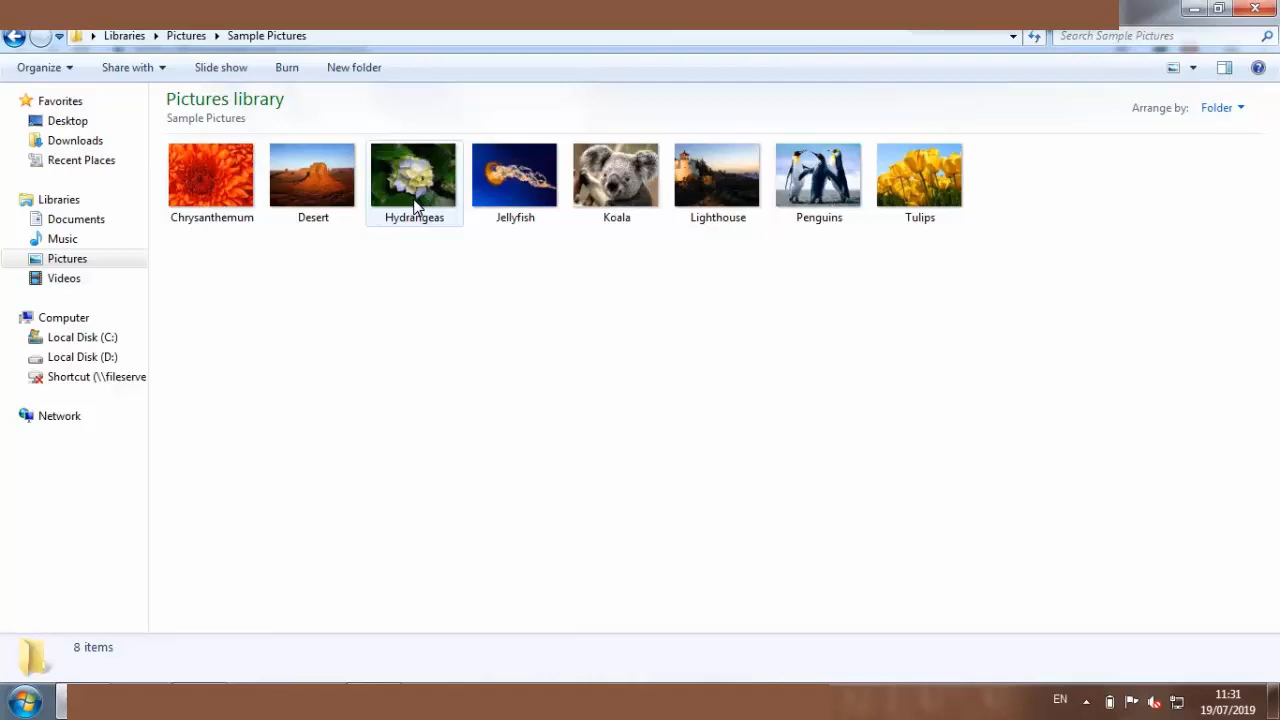 Libraries Pictures Sample Pictures Search Sample Pictures
Organize Share with Slide show Burn New folder
Pictures library
Sample Pictures
Arrange by: Folder
Favorites
Desktop
Downloads
Recent Places
Libraries
Documents
Music
Pictures
Videos
Computer
Local Disk (C:)
Local Disk (D:)
Shortcut (\\fileserve
Network
Chrysanthemum Desert Hydrangeas Jellyfish Koala Lighthouse Penguins Tulips
8 items
EN 11:31
19/07/2019